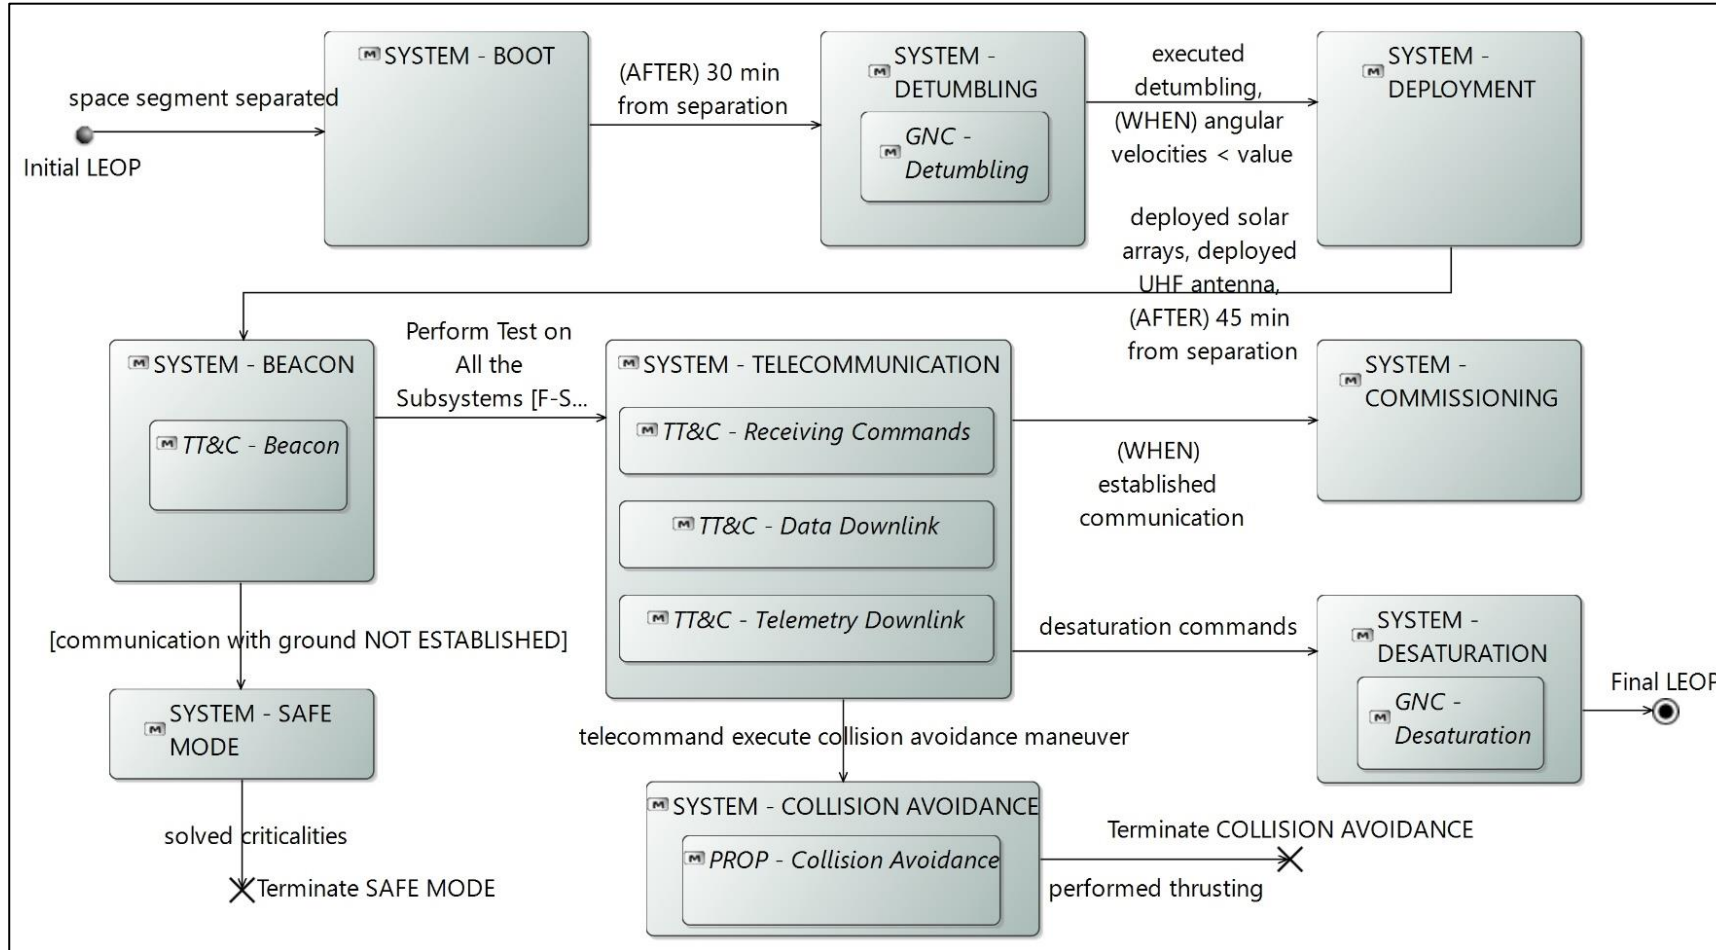 space segment separated
Initial LEOP
SYSTEM - BOOT
(AFTER) 30 min
from separation
SYSTEM -
DETUMBLING
GNC -
Detumbling
executed
detumbling,
(WHEN) angular
velocities < value
SYSTEM -
DEPLOYMENT
deployed solar
arrays, deployed
UHF antenna,
(AFTER) 45 min
from separation
SYSTEM - BEACON
TT&C - Beacon
Perform Test on
All the
Subsystems [F-S...
SYSTEM - TELECOMMUNICATION
TT&C - Receiving Commands
TT&C - Data Downlink
TT&C - Telemetry Downlink
(WHEN)
established
communication
SYSTEM -
COMMISSIONING
desaturation commands
SYSTEM -
DESATURATION
GNC -
Desaturation
Final LEOP
[communication with ground NOT ESTABLISHED]
SYSTEM - SAFE
MODE
solved criticalities
Terminate SAFE MODE
telecommand execute collision avoidance maneuver
SYSTEM - COLLISION AVOIDANCE
PROP - Collision Avoidance
Terminate COLLISION AVOIDANCE
performed thrusting